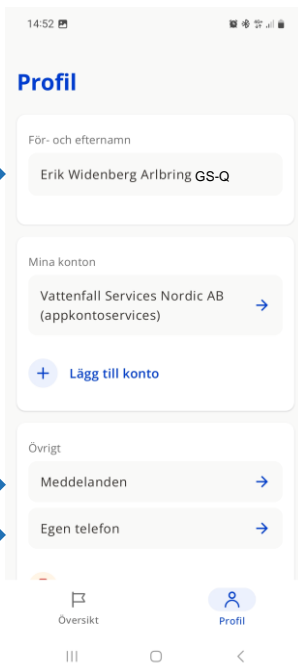 14:52
Profil
För- och efternamn
Erik Widenberg Arlbring GS-Q
Mina konton
Vattenfall Services Nordic AB
(appkontoservices)
Lägg till konto
Övrigt
Meddelanden
Egen telefon
Översikt
Profil